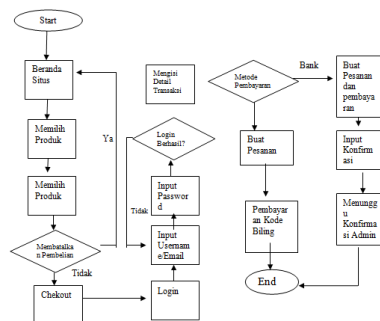 Start
Beranda
Situs
Memilih
Produk
Memilih
Produk
Membatalka
n Pembelian
Ya
Tidak
Chekout
Mengisi
Detail
Transaksi
Login
Berhasil?
Input
Passwor
d
Tidak
Input
Usernam
e/Email
Login
Metode
Pembayaran
Bank
Buat
Pesanan
Pembayar
an Kode
Biling
End
Buat
Pesanan
dan
pembaya
ran
Input
Konfirm
asi
Menungg
u
Konfirma
si Admin